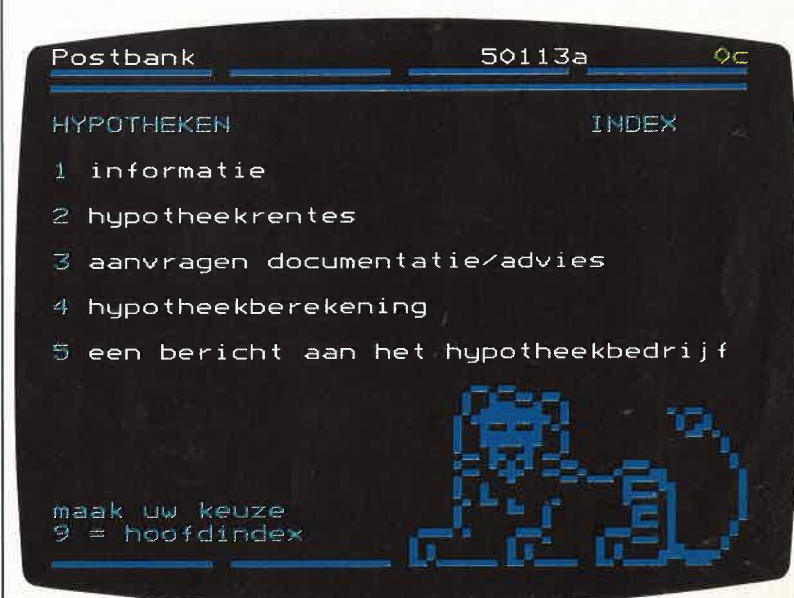 Postbank 50113a 0c
HYPOTHEKEN INDEX
1 informatie
2 hypotheekrentes
3 aanvragen documentatie/advies
4 hypotheekberekening
5 een bericht aan het hypotheekbedrijf
maak uw keuze
9 = hoofdindex